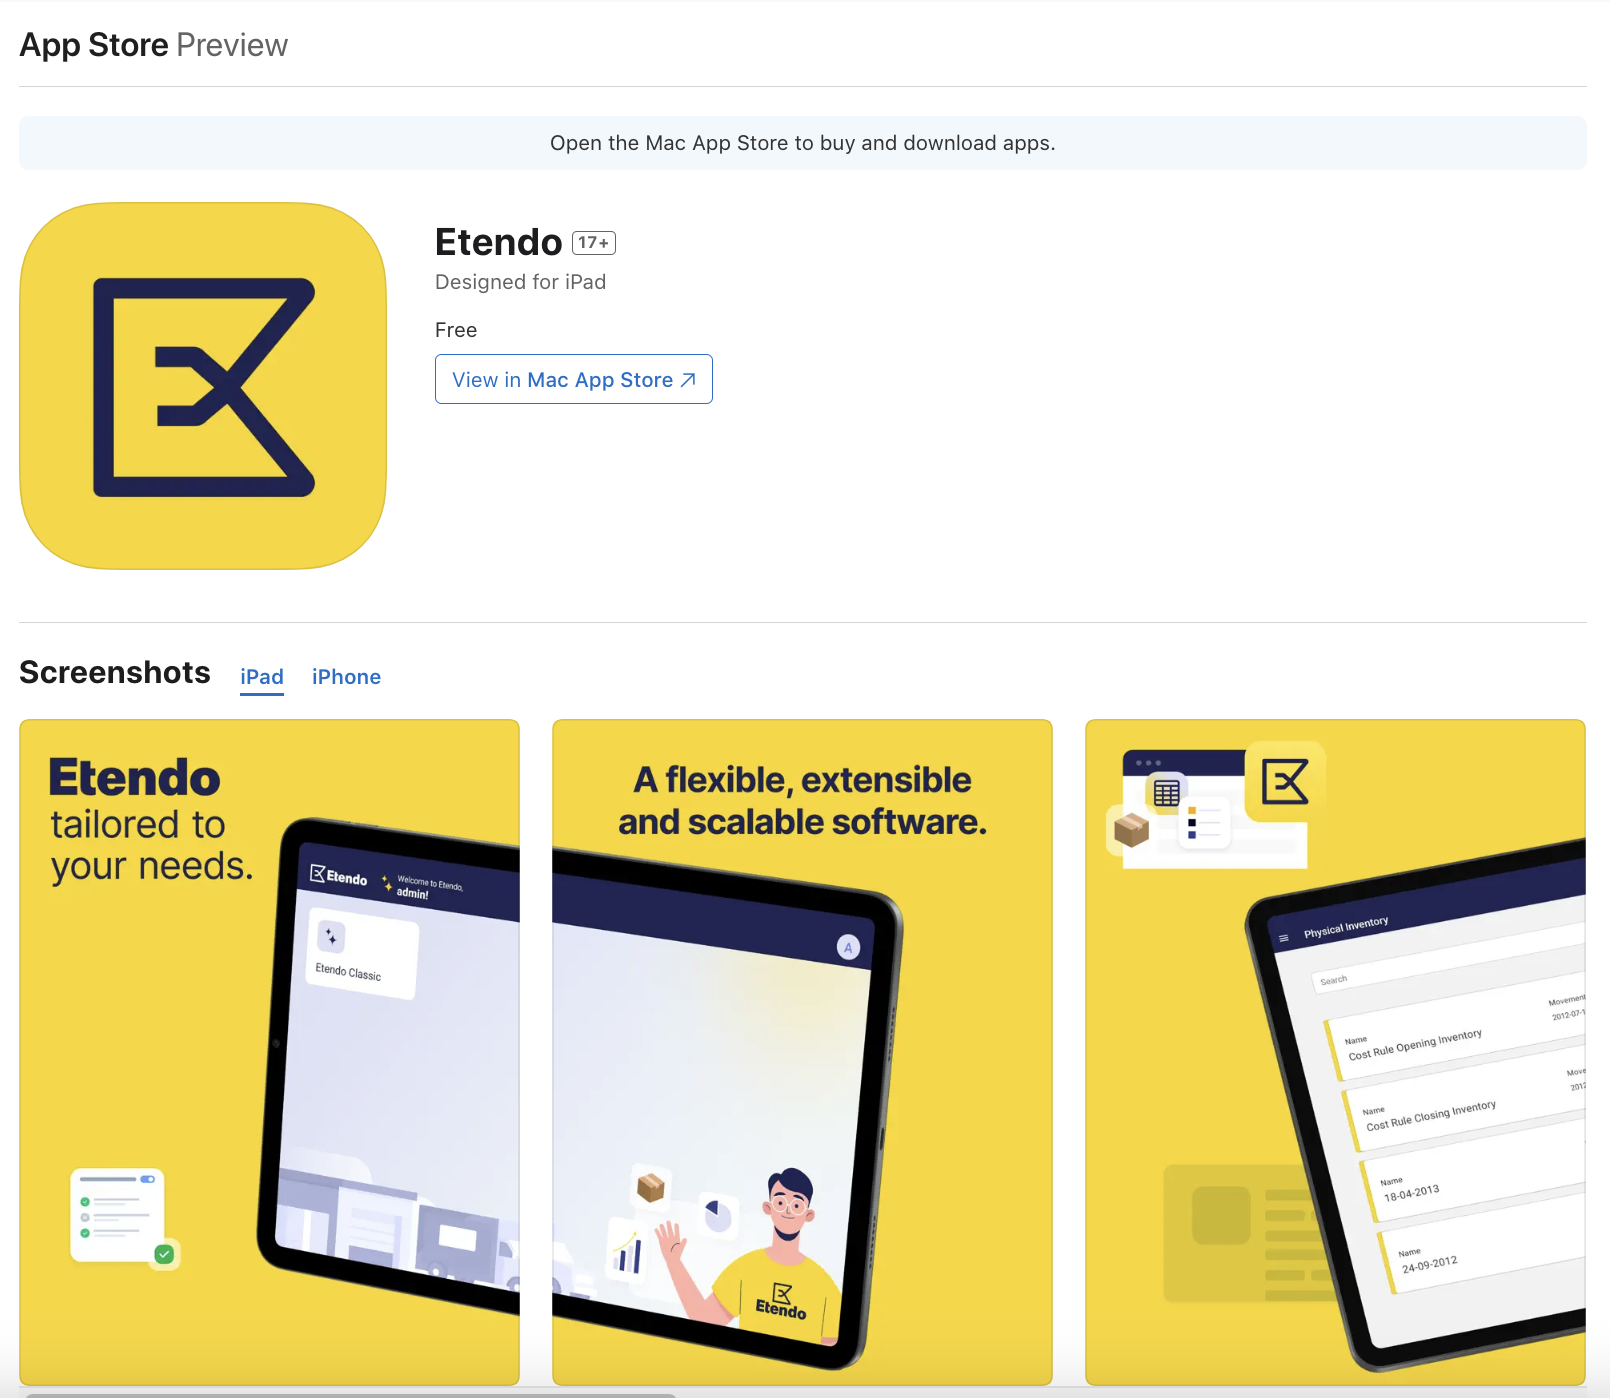 App Store Preview
Open the Mac App Store to buy and download apps.
Etendo 17+
Designed for iPad
Free
View in Mac App Store
Screenshots iPad iPhone
Etendo
tailored to
your needs.
Etendo
Welcome to Etendo,
admin!
Etendo Classic
A flexible, extensible
and scalable software.
A
Etendo
Physical Inventory
Search
Movement
2012-07-1
Name
Cost Rule Opening Inventory
Move
2012
Name
Cost Rule Closing Inventory
Name
18-04-2013
Name
24-09-2012